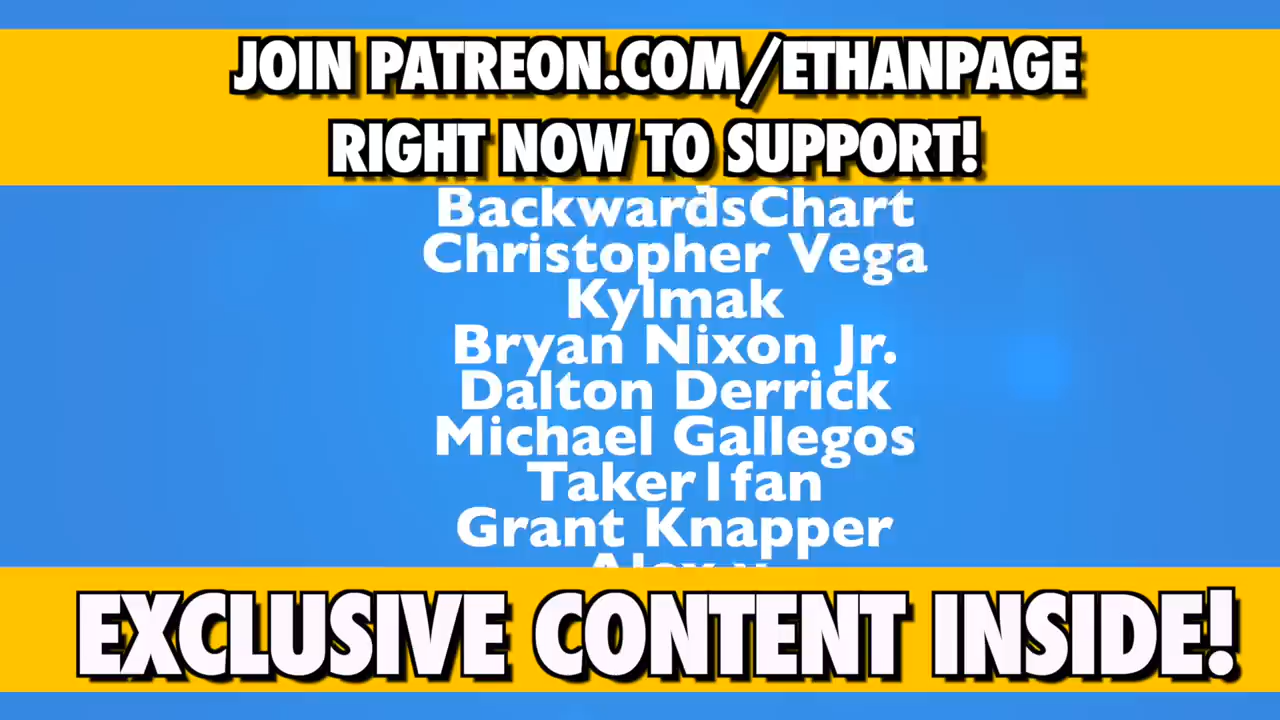 JOIN PATREON.COM/ETHANPAGE
RIGHT NOW TO SUPPORT!
BackwardsChart
Christopher Vega
Kylmak
Bryan Nixon Jr.
Dalton Derrick
Michael Gallegos
Taker1fan
Grant Knapper
EXCLUSIVE CONTENT INSIDE!